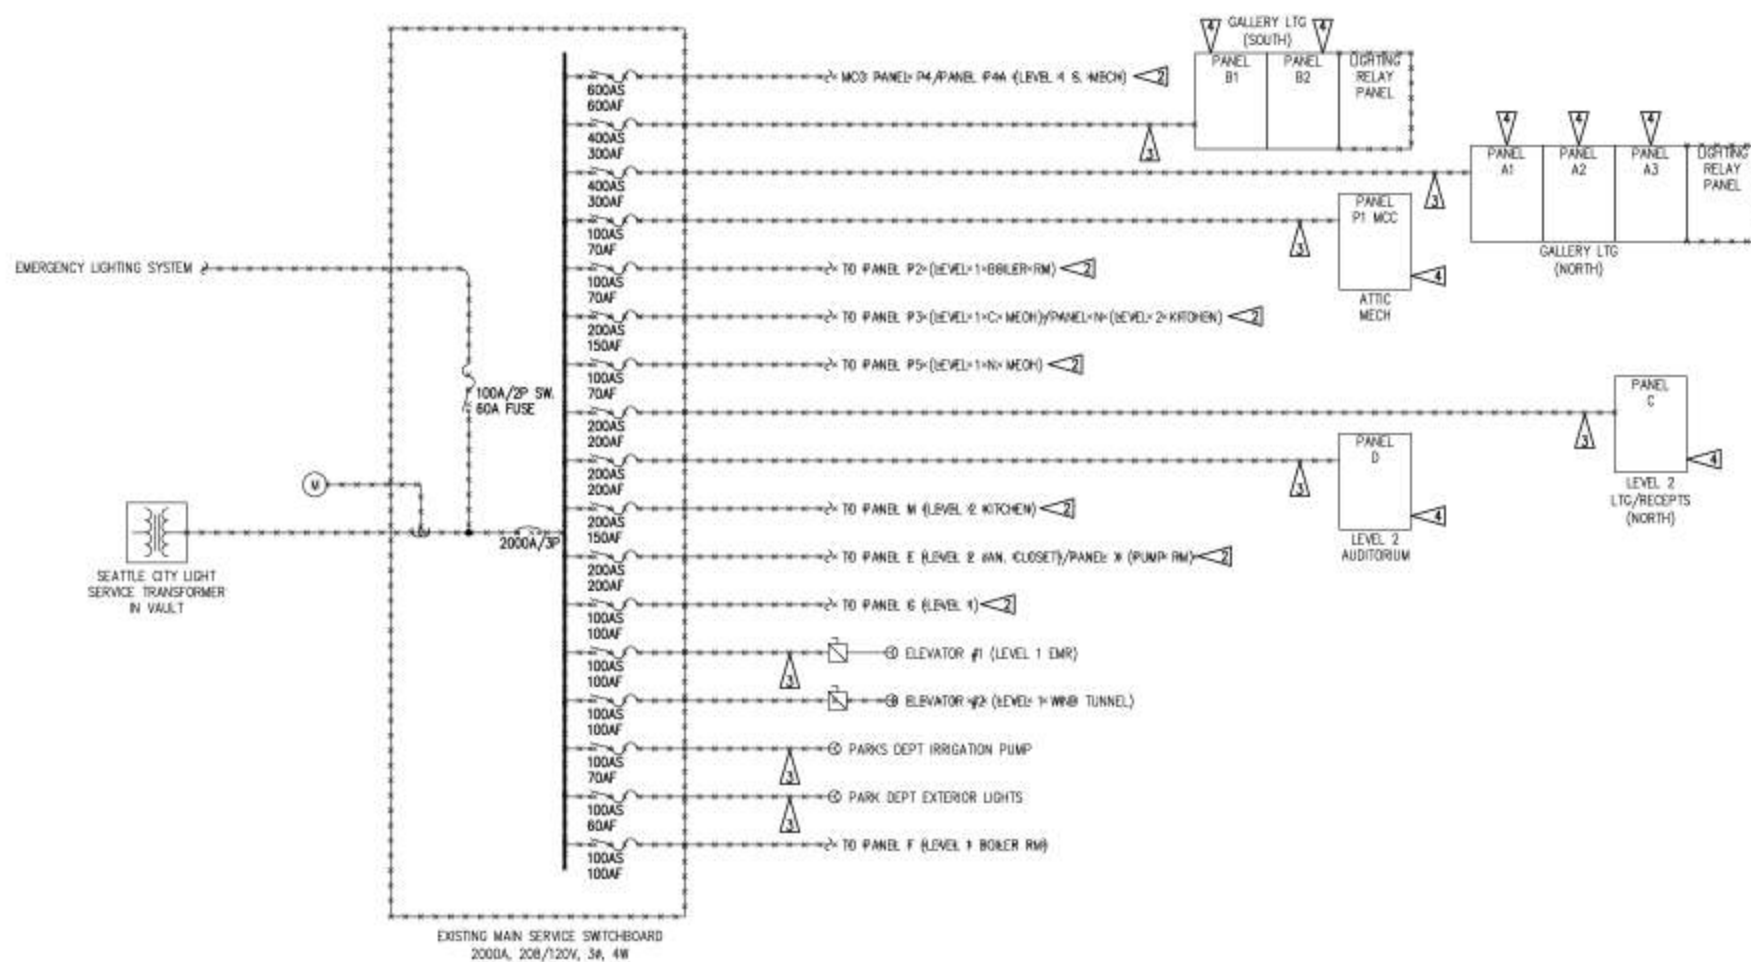 GALLERY LTG
(SOUTH)
4
4
PANEL
B1
PANEL
B2
LIGHTING
RELAY
PANEL
MCC PANEL P4/PANEL P4A (LEVEL 1 S. MECH)
2
600AS
600AF
3
400AS
300AF
4
4
4
PANEL
A1
PANEL
A2
PANEL
A3
LIGHTING
RELAY
PANEL
3
400AS
300AF
GALLERY LTG
(NORTH)
PANEL
P1 MCC
3
100AS
70AF
4
ATTIC
MECH
EMERGENCY LIGHTING SYSTEM
TO PANEL P2 (LEVEL 1 BOILER RM)
2
100AS
70AF
TO PANEL P3 (LEVEL 1 C. MECH)/PANEL N (LEVEL 2 KITCHEN)
2
200AS
150AF
TO PANEL P5 (LEVEL 1 N. MECH)
2
100AS
70AF
100A/2P SW.
60A FUSE
PANEL
C
3
200AS
200AF
4
LEVEL 2
LTG/RECEPTS
(NORTH)
PANEL
D
3
200AS
200AF
4
LEVEL 2
AUDITORIUM
M
TO PANEL M (LEVEL 2 KITCHEN)
2
200AS
150AF
2000A/3P
SEATTLE CITY LIGHT
SERVICE TRANSFORMER
IN VAULT
TO PANEL E (LEVEL 2 JAN. CLOSET)/PANEL X (PUMP RM)
2
200AS
200AF
TO PANEL G (LEVEL 1)
2
100AS
100AF
ELEVATOR #1 (LEVEL 1 EMR)
3
100AS
100AF
ELEVATOR #2 (LEVEL 1 WIND TUNNEL)
100AS
100AF
PARKS DEPT IRRIGATION PUMP
3
100AS
70AF
PARK DEPT EXTERIOR LIGHTS
3
100AS
60AF
TO PANEL F (LEVEL 1 BOILER RM)
100AS
100AF
EXISTING MAIN SERVICE SWITCHBOARD
2000A, 208/120V, 3ø, 4W